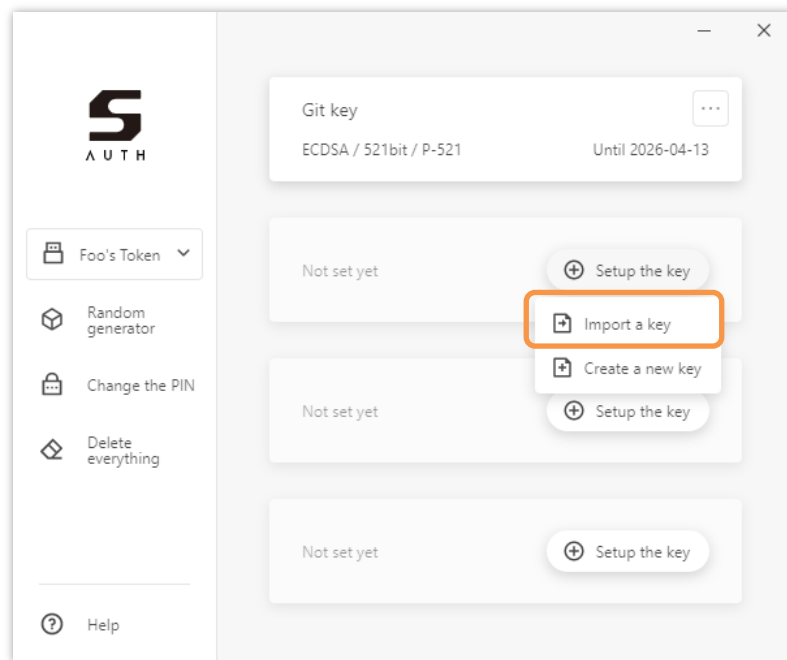 S
AUTH
Foo's Token
Random
generator
Change the PIN
Delete
everything
Help
Git key
...
ECDSA / 521bit / P-521
Until 2026-04-13
Not set yet
Setup the key
Import a key
Create a new key
Not set yet
Setup the key
Not set yet
Setup the key